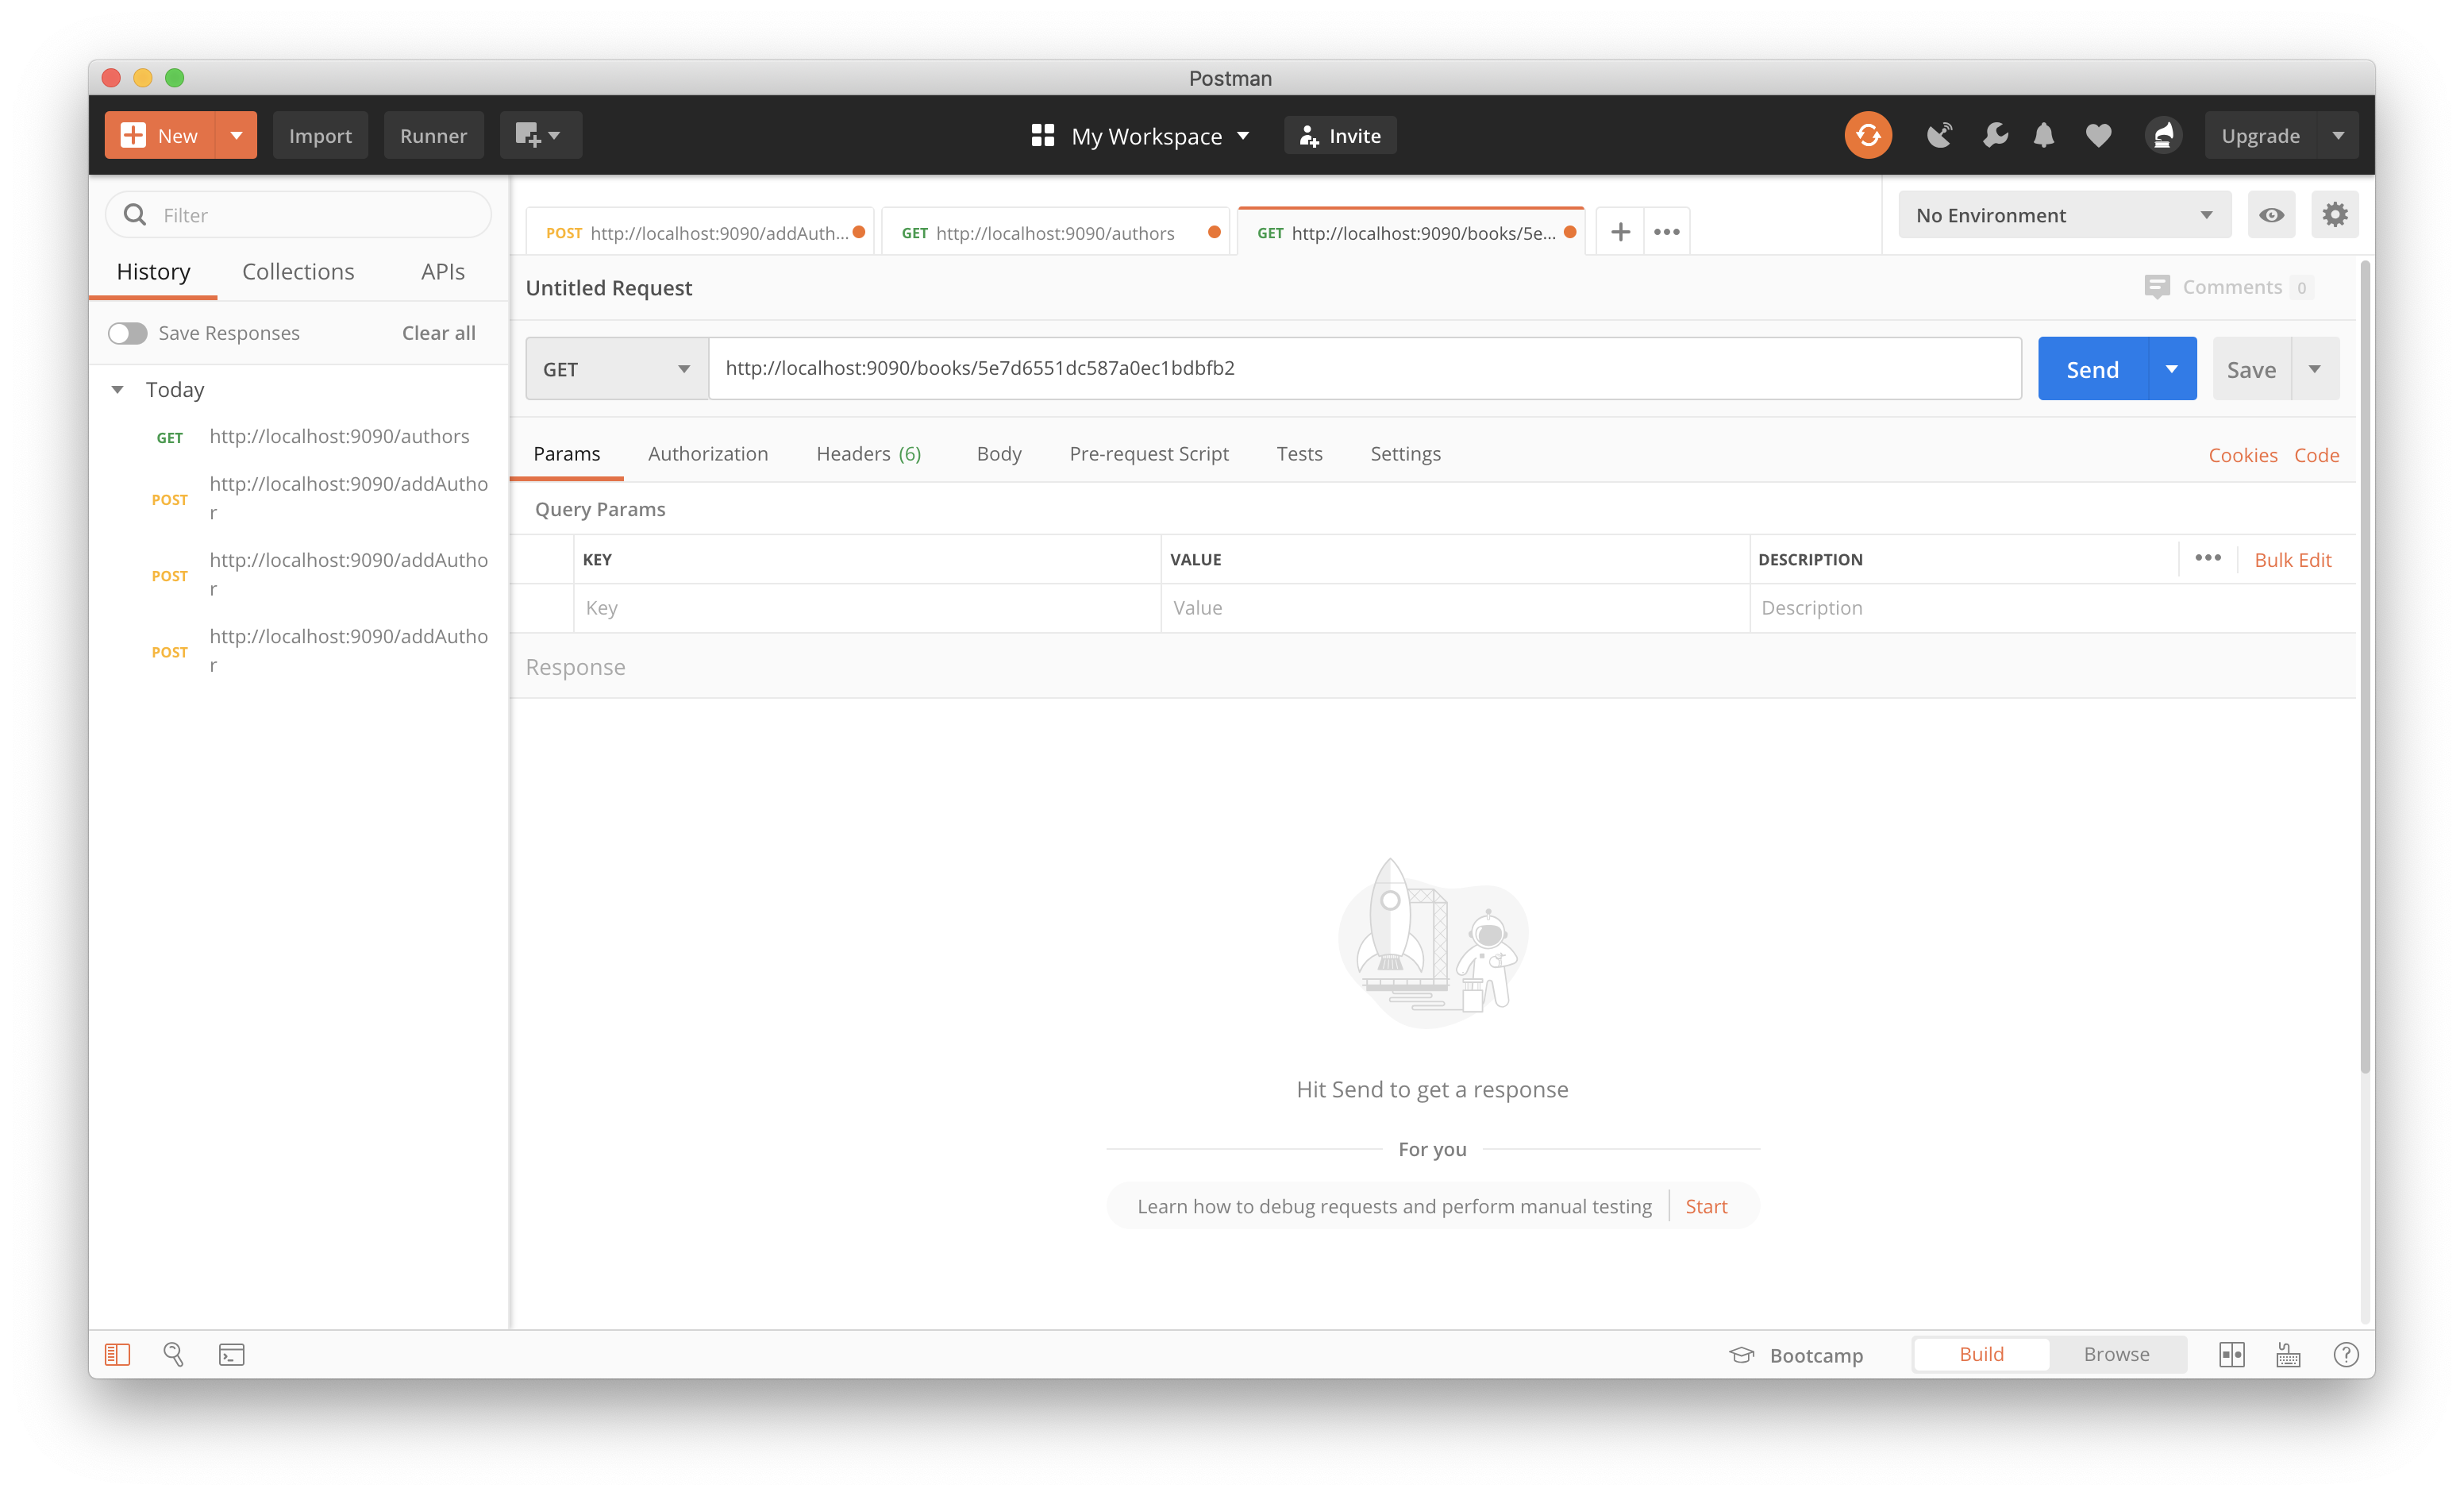 Postman
New
Import
Runner
My Workspace
Invite
Upgrade
Filter
History
Collections
APIs
Save Responses
Clear all
Today
GET http://localhost:9090/authors
POST http://localhost:9090/addAutho
r
POST http://localhost:9090/addAutho
r
POST http://localhost:9090/addAutho
r
POST http://localhost:9090/addAuth...
GET http://localhost:9090/authors
GET http://localhost:9090/books/5e...
No Environment
Untitled Request
Comments 0
GET
http://localhost:9090/books/5e7d6551dc587a0ec1bdbfb2
Send
Save
Params
Authorization
Headers (6)
Body
Pre-request Script
Tests
Settings
Cookies
Code
Query Params
KEY
VALUE
DESCRIPTION
Bulk Edit
Key
Value
Description
Response
Hit Send to get a response
For you
Learn how to debug requests and perform manual testing
Start
Bootcamp
Build
Browse